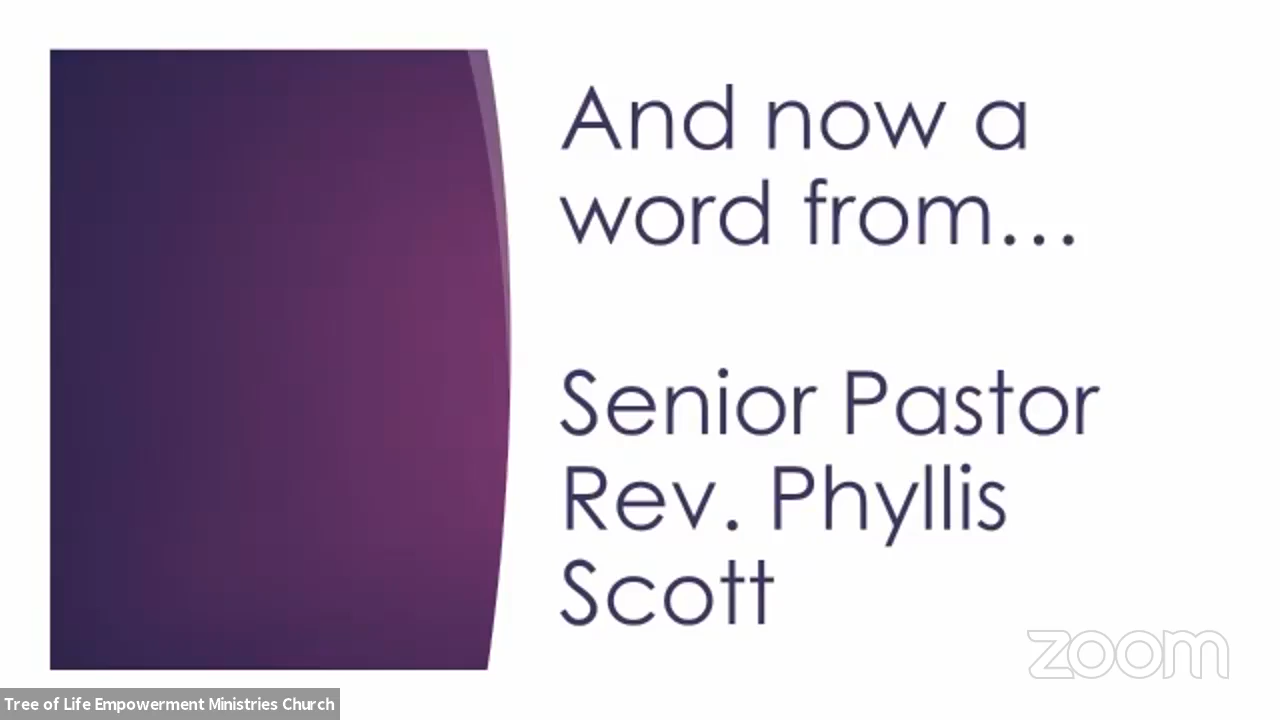 And now a
word from...
Senior Pastor
Rev. Phyllis
Scott
zoom
Tree of Life Empowerment Ministries Church